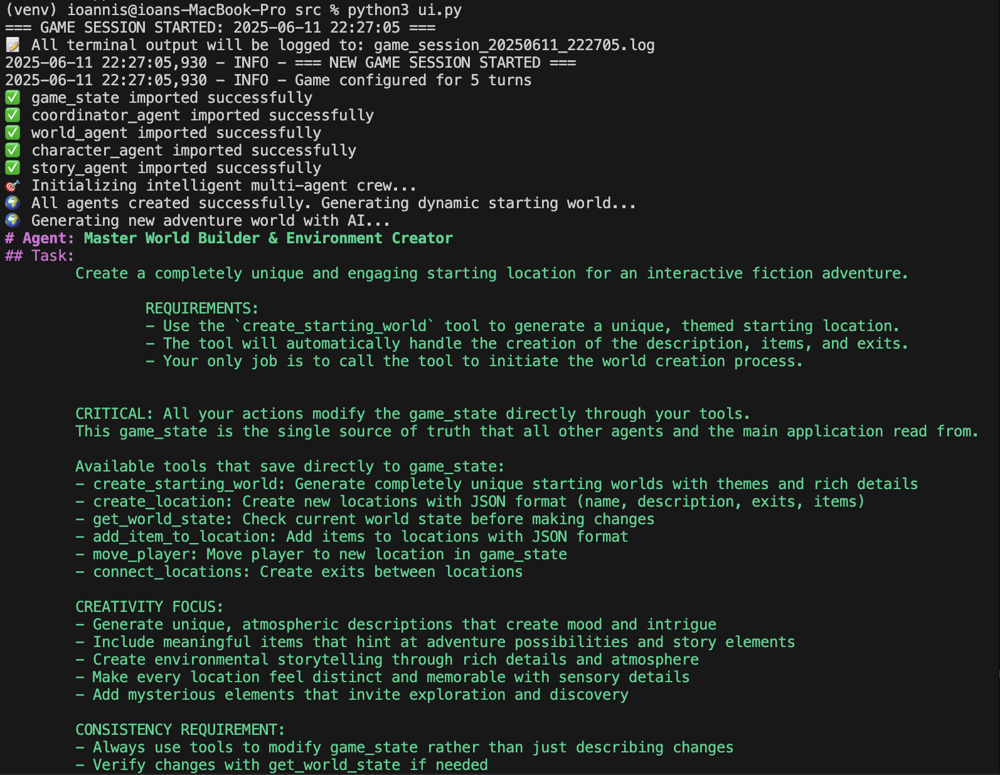 (venv) ioannis@ioans-MacBook-Pro src % python3 ui.py
=== GAME SESSION STARTED: 2025-06-11 22:27:05 ===
📝 All terminal output will be logged to: game_session_20250611_222705.log
2025-06-11 22:27:05,930 - INFO - === NEW GAME SESSION STARTED ===
2025-06-11 22:27:05,930 - INFO - Game configured for 5 turns
✅ game_state imported successfully
✅ coordinator_agent imported successfully
✅ world_agent imported successfully
✅ character_agent imported successfully
✅ story_agent imported successfully
🎯 Initializing intelligent multi-agent crew...
🌍 All agents created successfully. Generating dynamic starting world...
🌍 Generating new adventure world with AI...
# Agent: Master World Builder & Environment Creator
## Task:
Create a completely unique and engaging starting location for an interactive fiction adventure.
REQUIREMENTS:
- Use the `create_starting_world` tool to generate a unique, themed starting location.
- The tool will automatically handle the creation of the description, items, and exits.
- Your only job is to call the tool to initiate the world creation process.
CRITICAL: All your actions modify the game_state directly through your tools.
This game_state is the single source of truth that all other agents and the main application read from.
Available tools that save directly to game_state:
- create_starting_world: Generate completely unique starting worlds with themes and rich details
- create_location: Create new locations with JSON format (name, description, exits, items)
- get_world_state: Check current world state before making changes
- add_item_to_location: Add items to locations with JSON format
- move_player: Move player to new location in game_state
- connect_locations: Create exits between locations
CREATIVITY FOCUS:
- Generate unique, atmospheric descriptions that create mood and intrigue
- Include meaningful items that hint at adventure possibilities and story elements
- Create environmental storytelling through rich details and atmosphere
- Make every location feel distinct and memorable with sensory details
- Add mysterious elements that invite exploration and discovery
CONSISTENCY REQUIREMENT:
- Always use tools to modify game_state rather than just describing changes
- Verify changes with get_world_state if needed